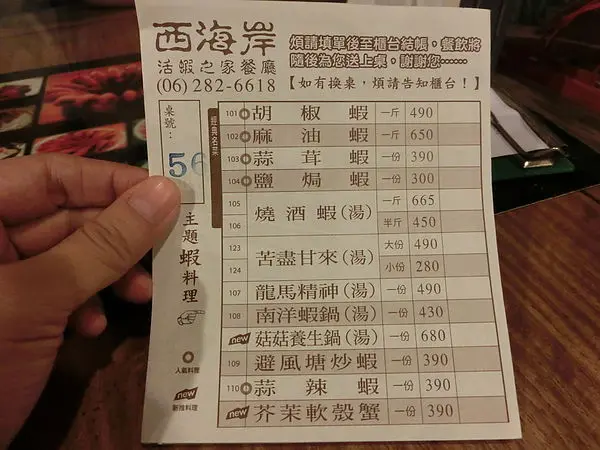 西海岸
活蝦之家餐廳
(06) 282-6618
煩請填單後至櫃台結帳。餐飲將
隨後為您送上桌。謝謝您……
【如有換桌，煩請告知櫃台！】
桌號：
56
經典名菜
主題蝦料理
人氣料理
new
新推料理
101 胡椒蝦 一斤 490
102 麻油蝦 一斤 650
103 蒜茸蝦 一份 390
104 鹽焗蝦 一份 300
105 燒酒蝦(湯) 一斤 665
106 半斤 450
123 苦盡甘來(湯) 大份 490
124 小份 280
107 龍馬精神(湯) 一份 490
108 南洋蝦鍋(湯) 一份 430
new 菇菇養生鍋(湯) 一份 680
109 避風塘炒蝦 一份 390
110 蒜辣蝦 一份 390
new 芥茉軟殼蟹 一份 390